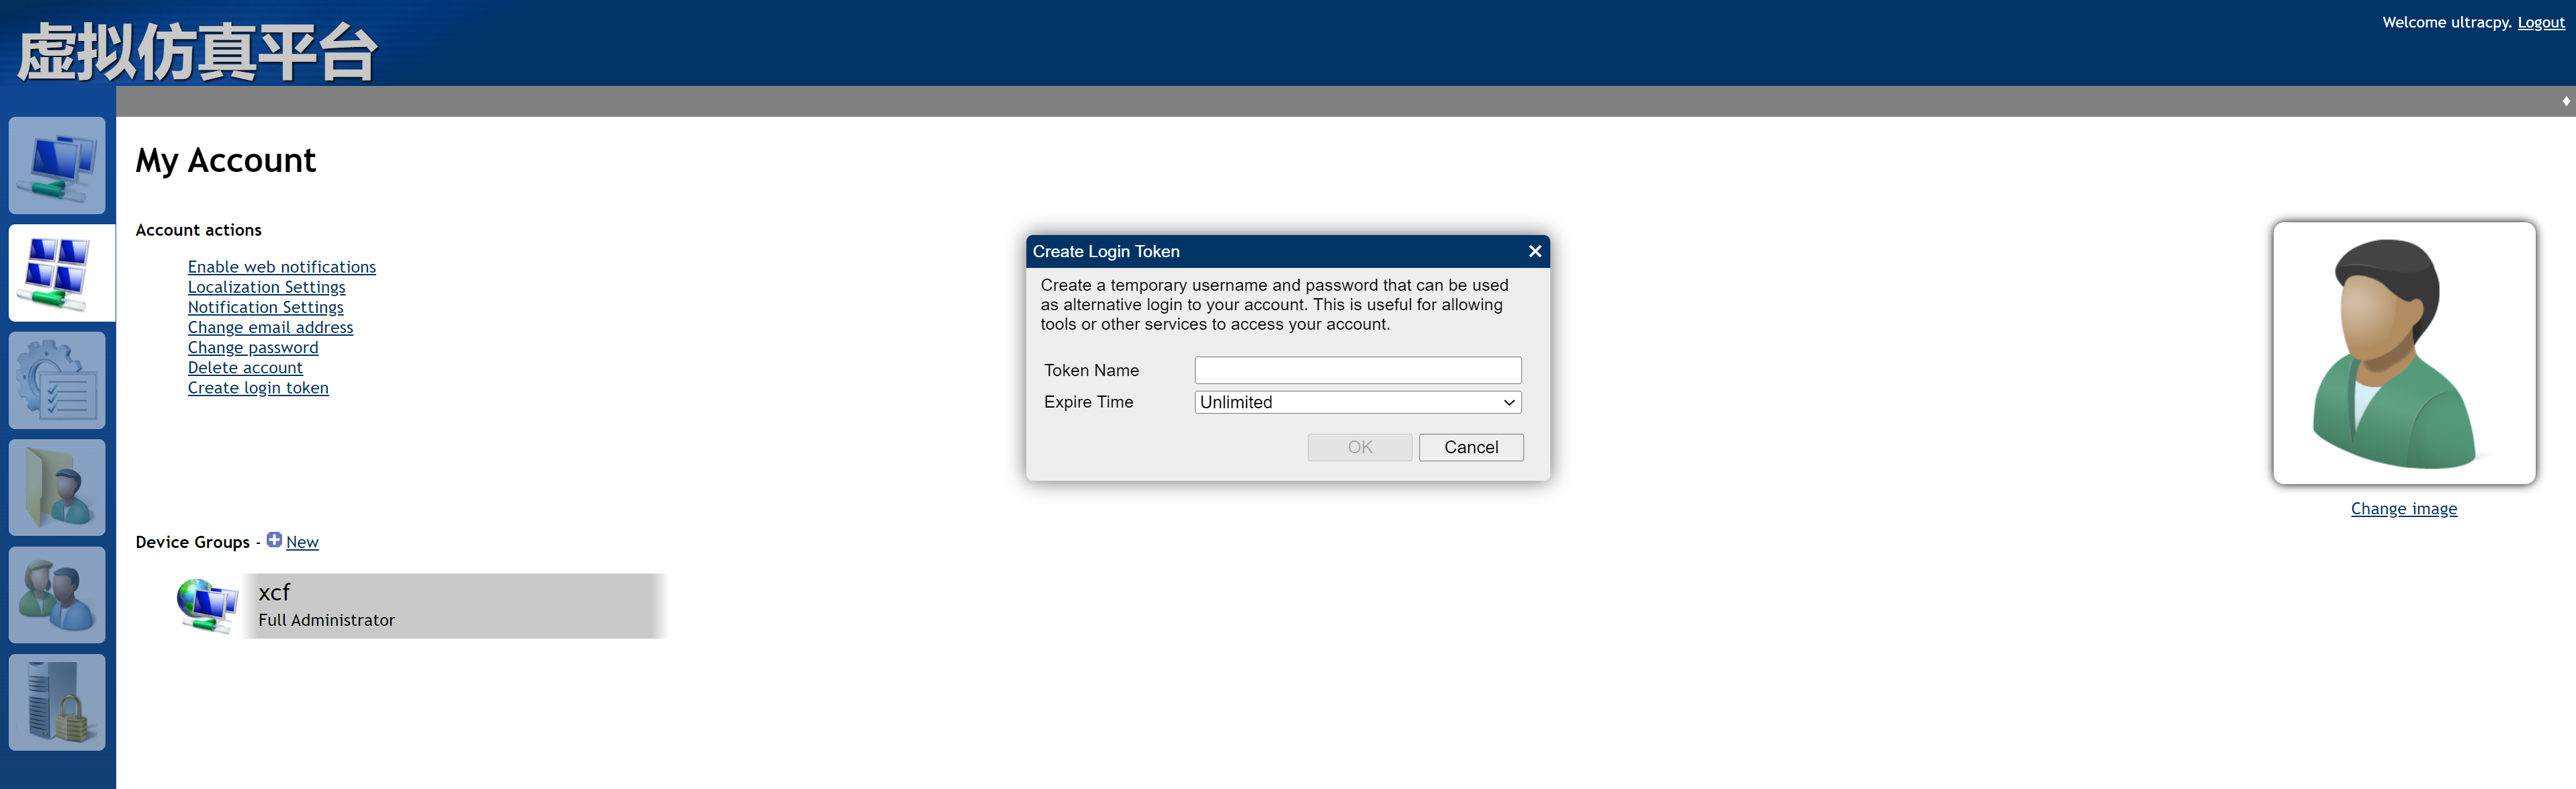 虚拟仿真平台
Welcome ultracpy. Logout
My Account
Account actions
Enable web notifications
Localization Settings
Notification Settings
Change email address
Change password
Delete account
Create login token
Create Login Token
Create a temporary username and password that can be used
as alternative login to your account. This is useful for allowing
tools or other services to access your account.
Token Name
Expire Time Unlimited
OK Cancel
Change image
Device Groups - New
xcf
Full Administrator